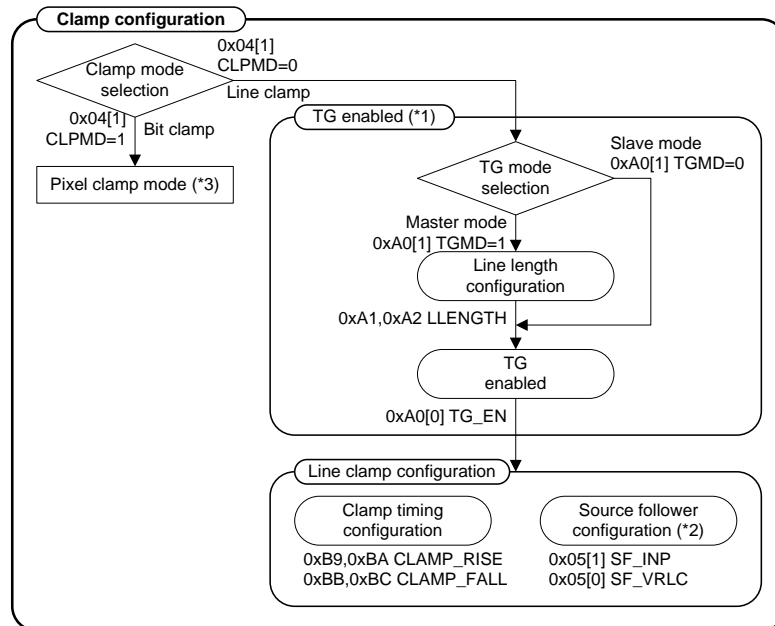 Clamp configuration
0x04[1]
CLPMD=0
Clamp mode
selection
Line clamp
0x04[1]
CLPMD=1
Bit clamp
Pixel clamp mode (*3)
TG enabled (*1)
Slave mode
0xA0[1] TGMD=0
TG mode
selection
Master mode
0xA0[1] TGMD=1
Line length
configuration
0xA1,0xA2 LLENGTH
TG
enabled
0xA0[0] TG_EN
Line clamp configuration
Clamp timing
configuration
0xB9,0xBA CLAMP_RISE
0xBB,0xBC CLAMP_FALL
Source follower
configuration (*2)
0x05[1] SF_INP
0x05[0] SF_VRLC